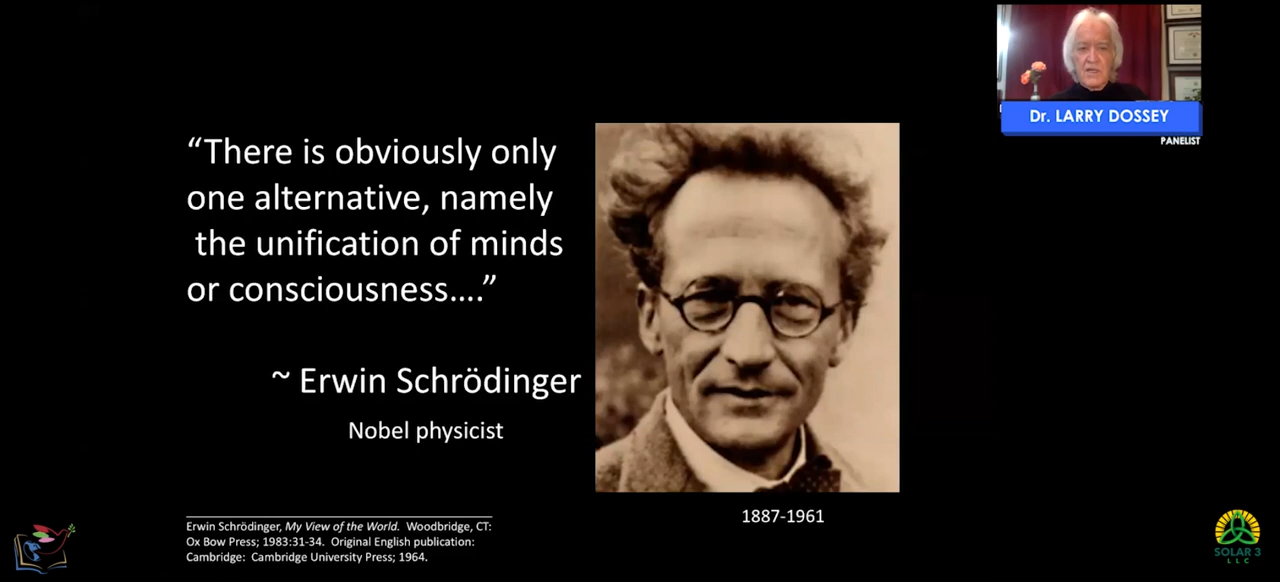 “There is obviously only
one alternative, namely
the unification of minds
or consciousness....”
~ Erwin Schrödinger
Nobel physicist
Erwin Schrödinger, My View of the World. Woodbridge, CT:
Ox Bow Press; 1983:31-34. Original English publication:
Cambridge: Cambridge University Press; 1964.
1887-1961
Dr. LARRY DOSSEY
PANELIST
SOLAR 3
LLC